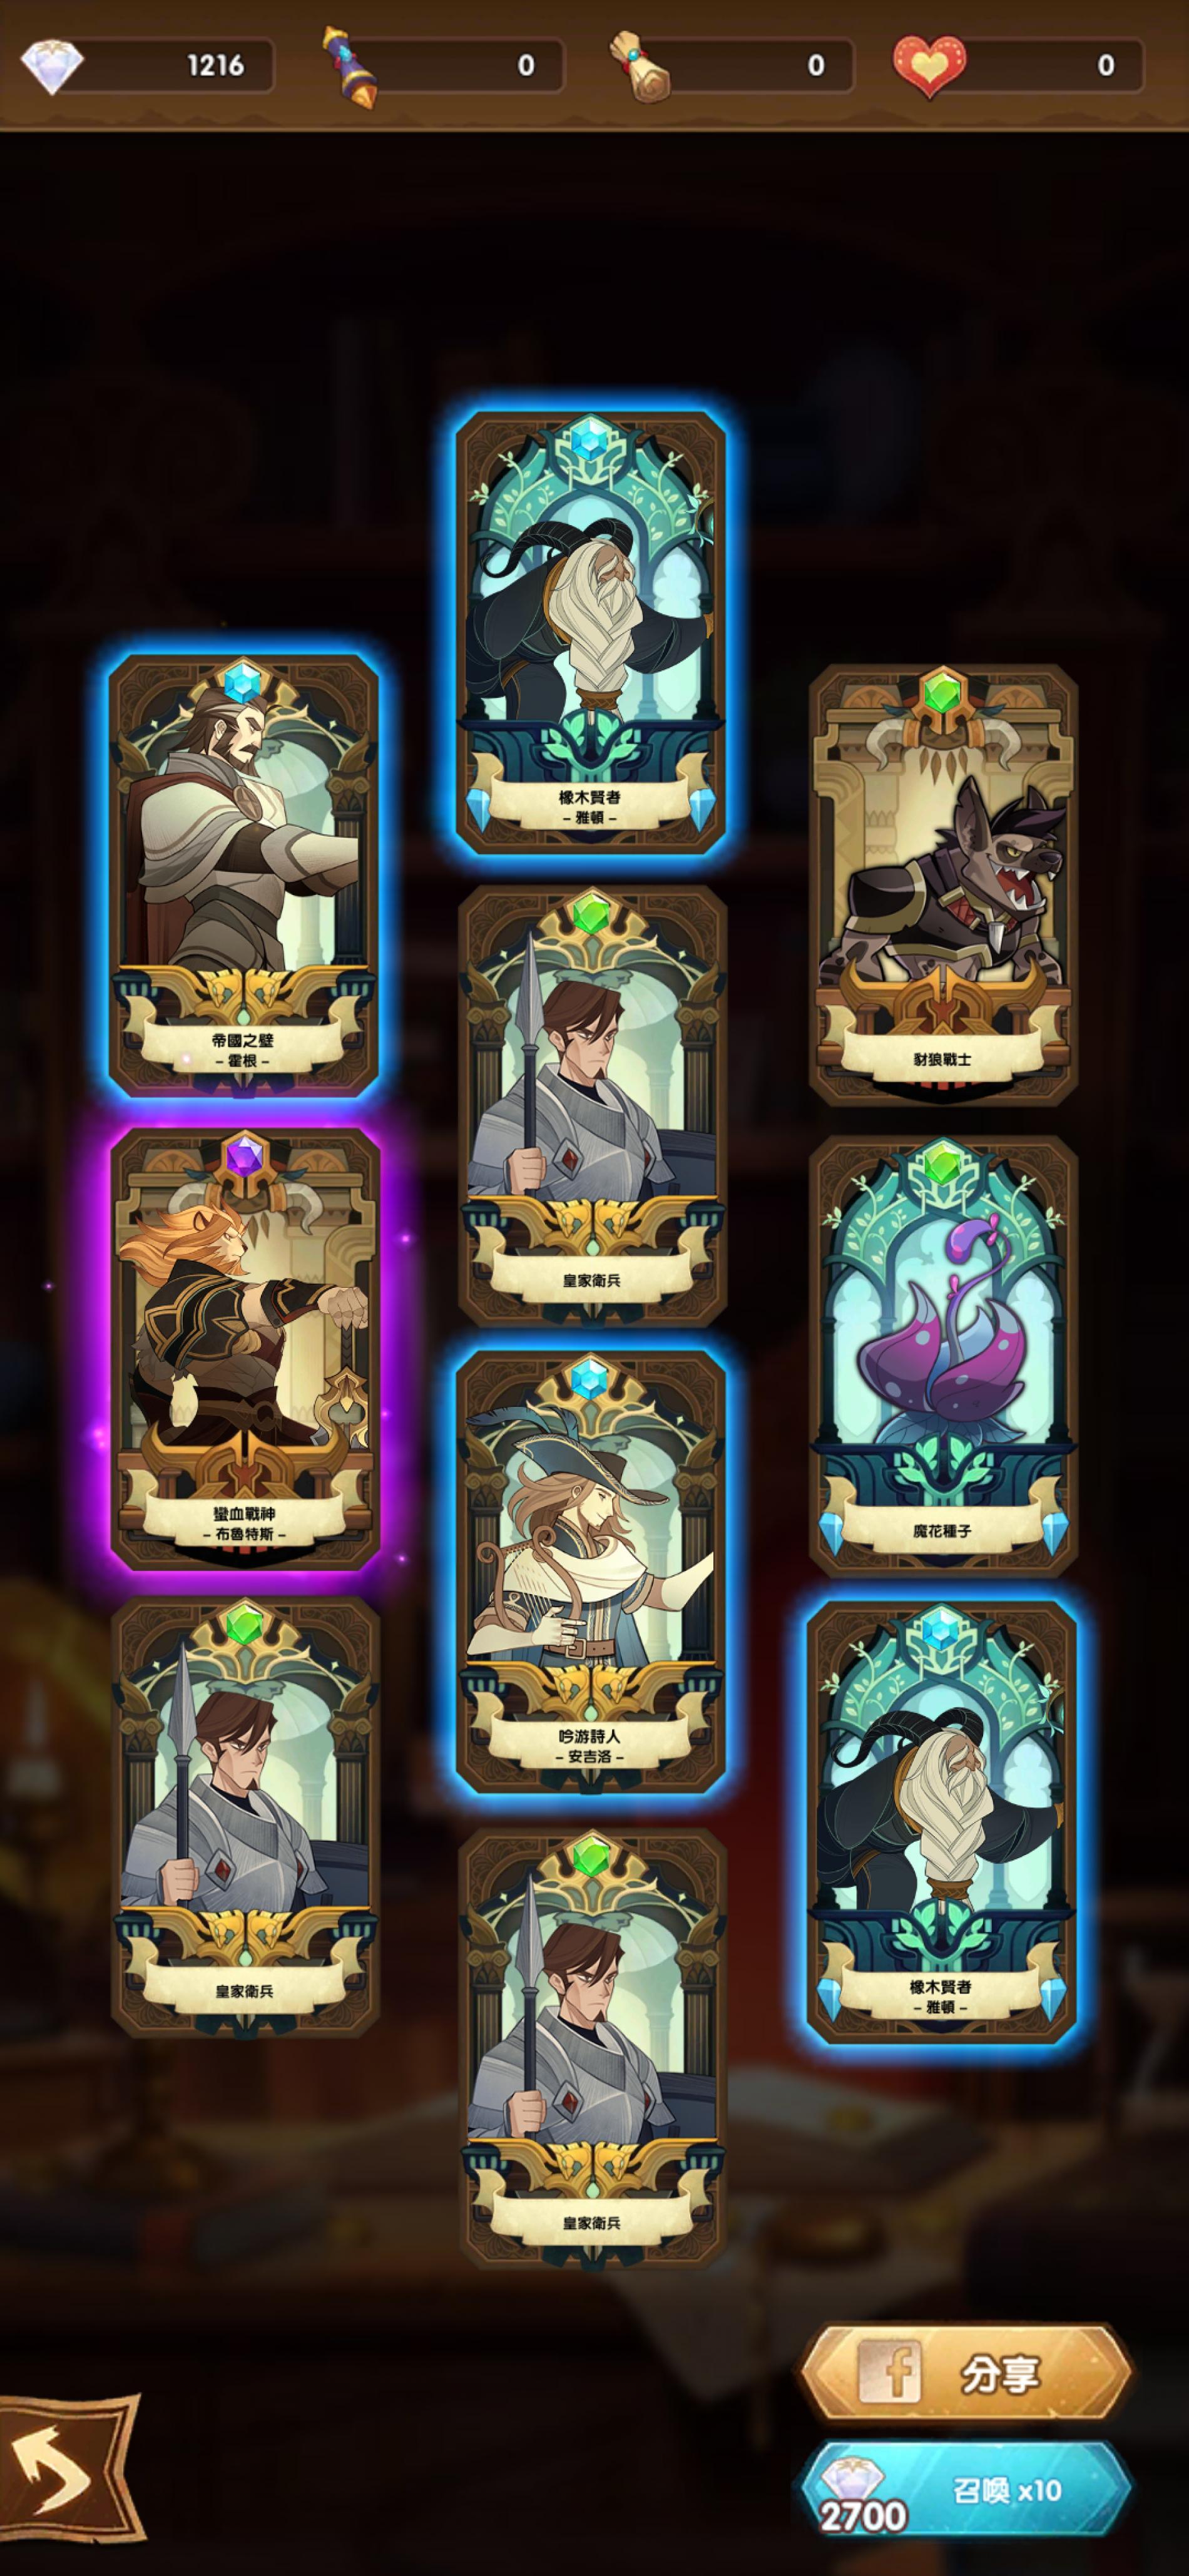 1216
0
0
0
橡木賢者
– 雅頓 –
帝國之壁
– 霍根 –
豺狼戰士
皇家衛兵
蠻血戰神
– 布魯特斯 –
魔花種子
吟游詩人
– 安吉洛 –
皇家衛兵
橡木賢者
– 雅頓 –
皇家衛兵
f 分享
2700 召喚 x10